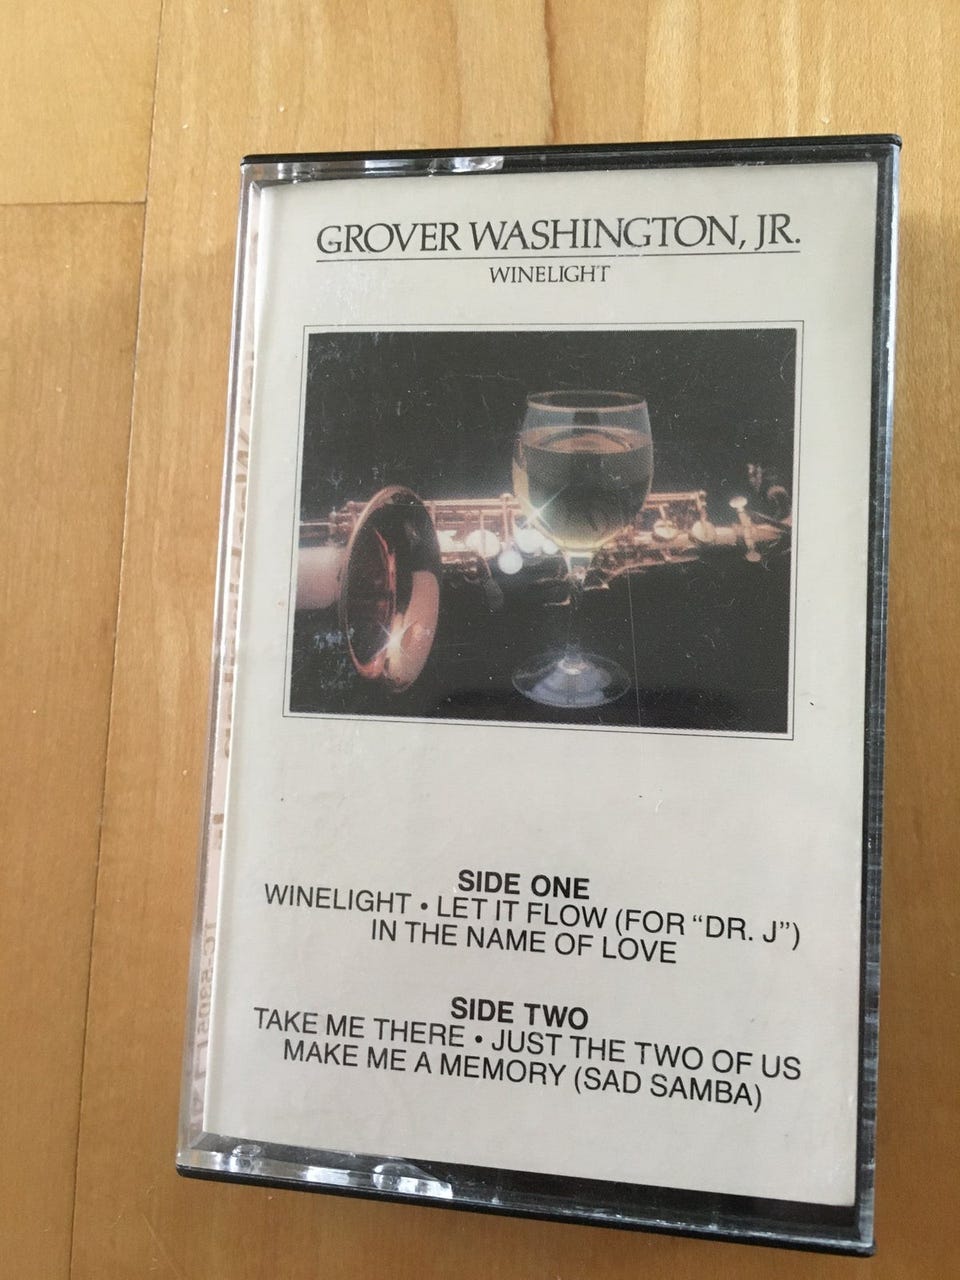 GROVER WASHINGTON, JR.
WINELIGHT
SIDE ONE
WINELIGHT • LET IT FLOW (FOR “DR. J”)
IN THE NAME OF LOVE
SIDE TWO
TAKE ME THERE • JUST THE TWO OF US
MAKE ME A MEMORY (SAD SAMBA)